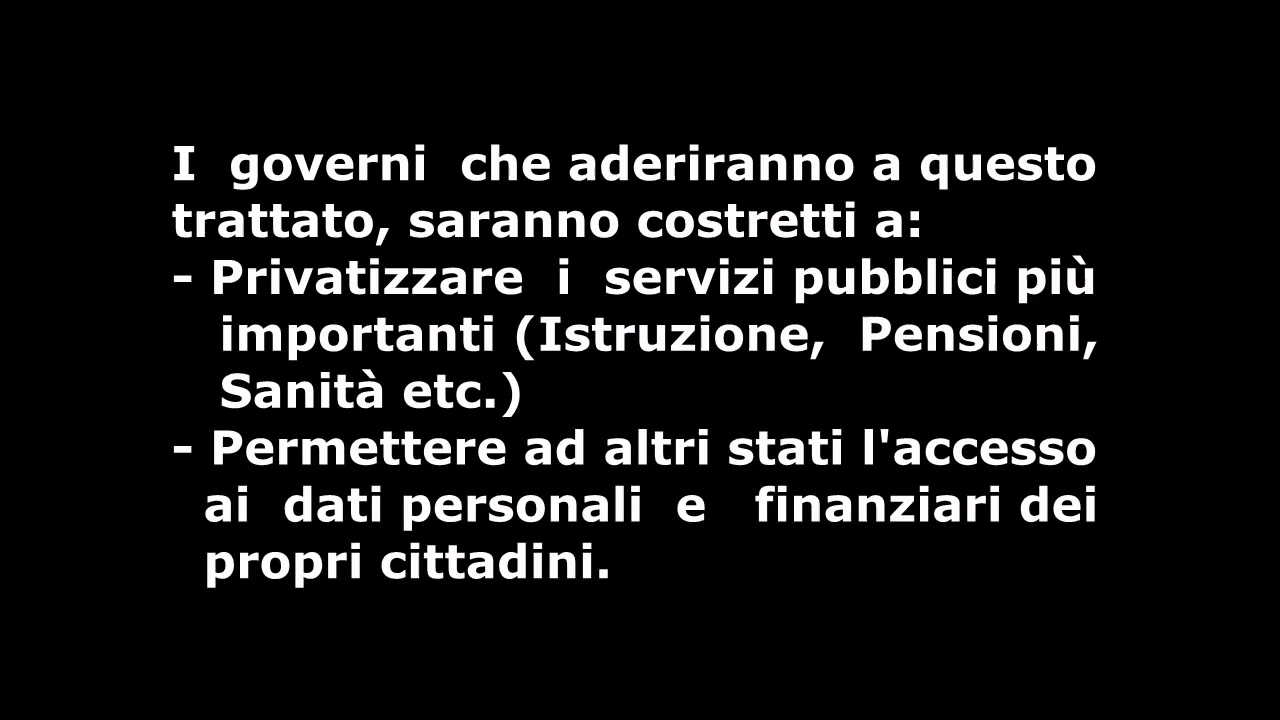 I governi che aderiranno a questo
trattato, saranno costretti a:
- Privatizzare i servizi pubblici più
importanti (Istruzione, Pensioni,
Sanità etc.)
- Permettere ad altri stati l'accesso
ai dati personali e finanziari dei
propri cittadini.